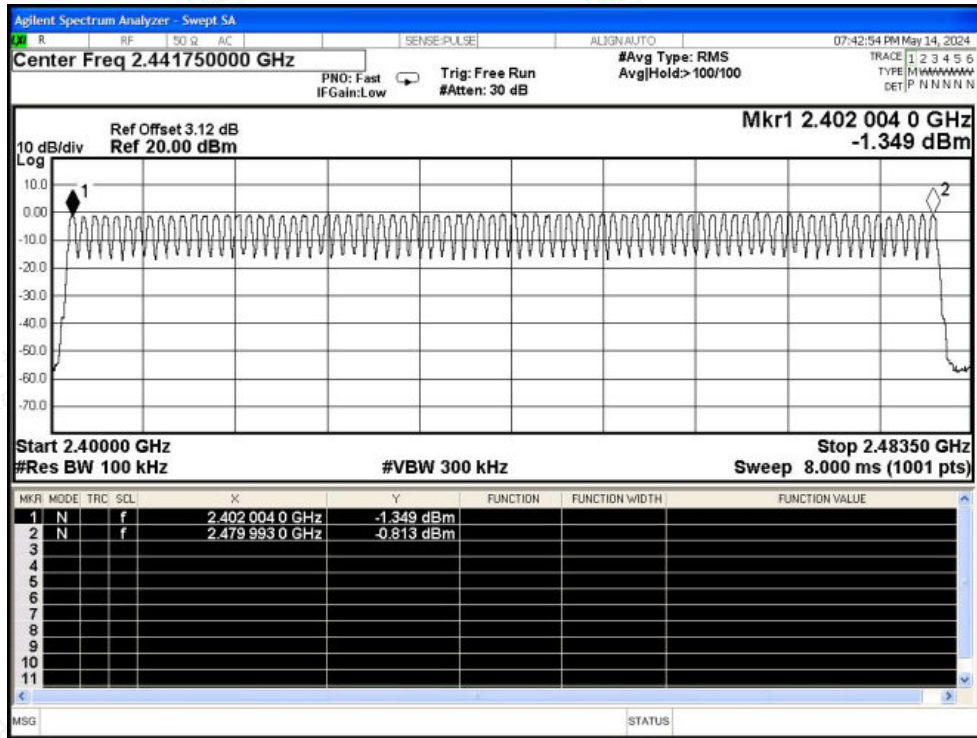 Agilent Spectrum Analyzer - Swept SA
LXI R RF 50 Ω AC SENSE:PULSE ALIGNAUTO 07:42:54 PM May 14, 2024
Center Freq 2.441750000 GHz
#Avg Type: RMS
TRACE 1 2 3 4 5 6
PNO: Fast Trig: Free Run Avg|Hold:>100/100
TYPE M
IFGain:Low #Atten: 30 dB
DET P N N N N N
Mkr1 2.402 004 0 GHz
Ref Offset 3.12 dB
-1.349 dBm
10 dB/div Ref 20.00 dBm
Log
10.0
1
2
0.00
-10.0
-20.0
-30.0
-40.0
-50.0
-60.0
-70.0
Start 2.40000 GHz Stop 2.48350 GHz
#Res BW 100 kHz #VBW 300 kHz Sweep 8.000 ms (1001 pts)
MKR MODE TRC SCL X Y FUNCTION FUNCTION WIDTH FUNCTION VALUE
1 N f 2.402 004 0 GHz -1.349 dBm
2 N f 2.479 993 0 GHz -0.813 dBm
3
4
5
6
7
8
9
10
11
MSG STATUS